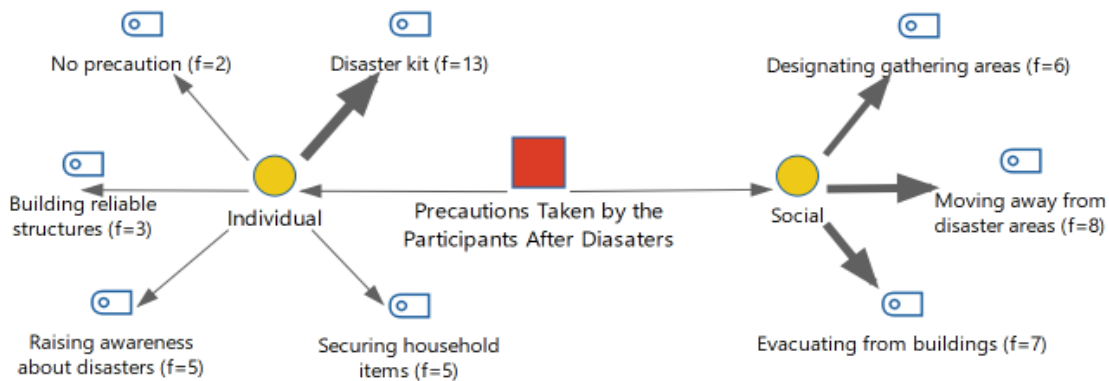 No precaution (f=2)
Disaster kit (f=13)
Designating gathering areas (f=6)
Building reliable
structures (f=3)
Individual
Precautions Taken by the
Participants After Diasaters
Social
Moving away from
disaster areas (f=8)
Raising awareness
about disasters (f=5)
Securing household
items (f=5)
Evacuating from buildings (f=7)